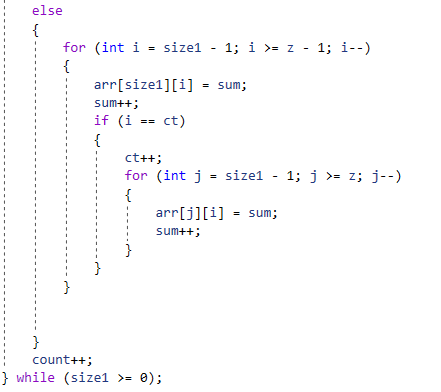 else
{
for (int i = size1 - 1; i >= z - 1; i--)
{
arr[size1][i] = sum;
sum++;
if (i == ct)
{
ct++;
for (int j = size1 - 1; j >= z; j--)
{
arr[j][i] = sum;
sum++;
}
}
}
}
count++;
} while (size1 >= 0);